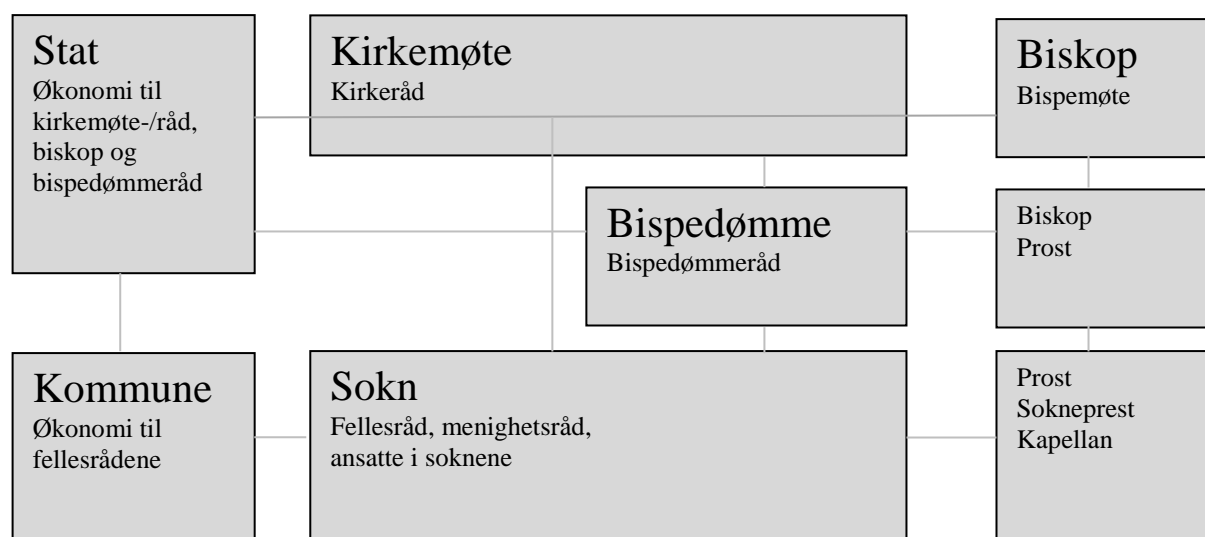 Stat
Økonomi til
kirkemøte-/råd,
biskop og
bispedømmeråd
Kirkemøte
Kirkeråd
Biskop
Bispemøte
Bispedømme
Bispedømmeråd
Biskop
Prost
Kommune
Økonomi til
fellesrådene
Sokn
Fellesråd, menighetsråd,
ansatte i soknene
Prost
Sokneprest
Kapellan